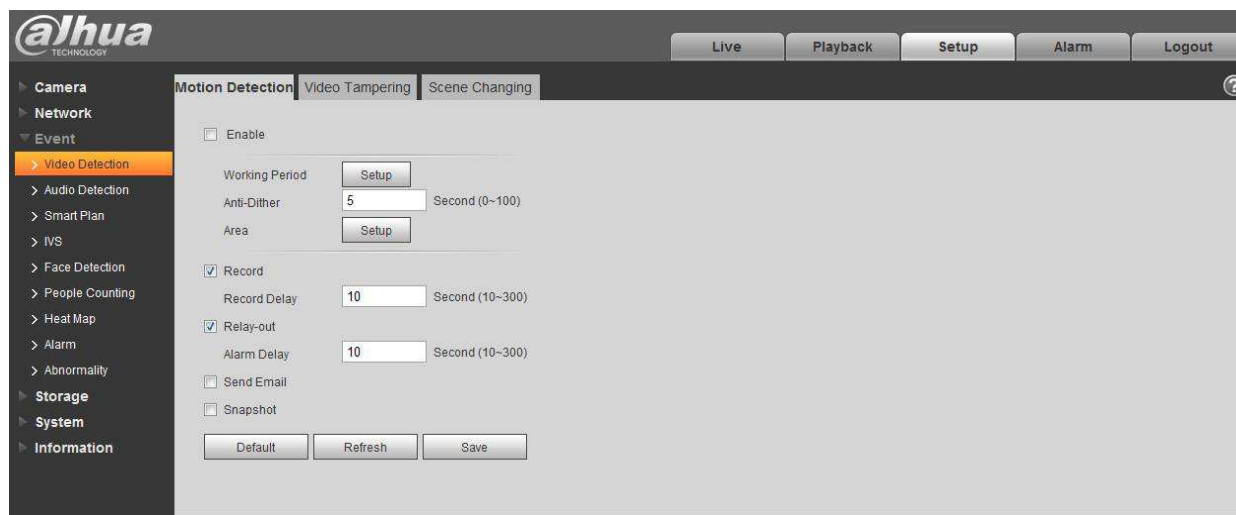 alhua
TECHNOLOGY
Live
Playback
Setup
Alarm
Logout
Camera
Network
Event
Video Detection
Audio Detection
Smart Plan
IVS
Face Detection
People Counting
Heat Map
Alarm
Abnormality
Storage
System
Information
Motion Detection
Video Tampering
Scene Changing
?
Enable
Working Period Setup
Anti-Dither 5 Second (0~100)
Area Setup
Record
Record Delay 10 Second (10~300)
Relay-out
Alarm Delay 10 Second (10~300)
Send Email
Snapshot
Default Refresh Save